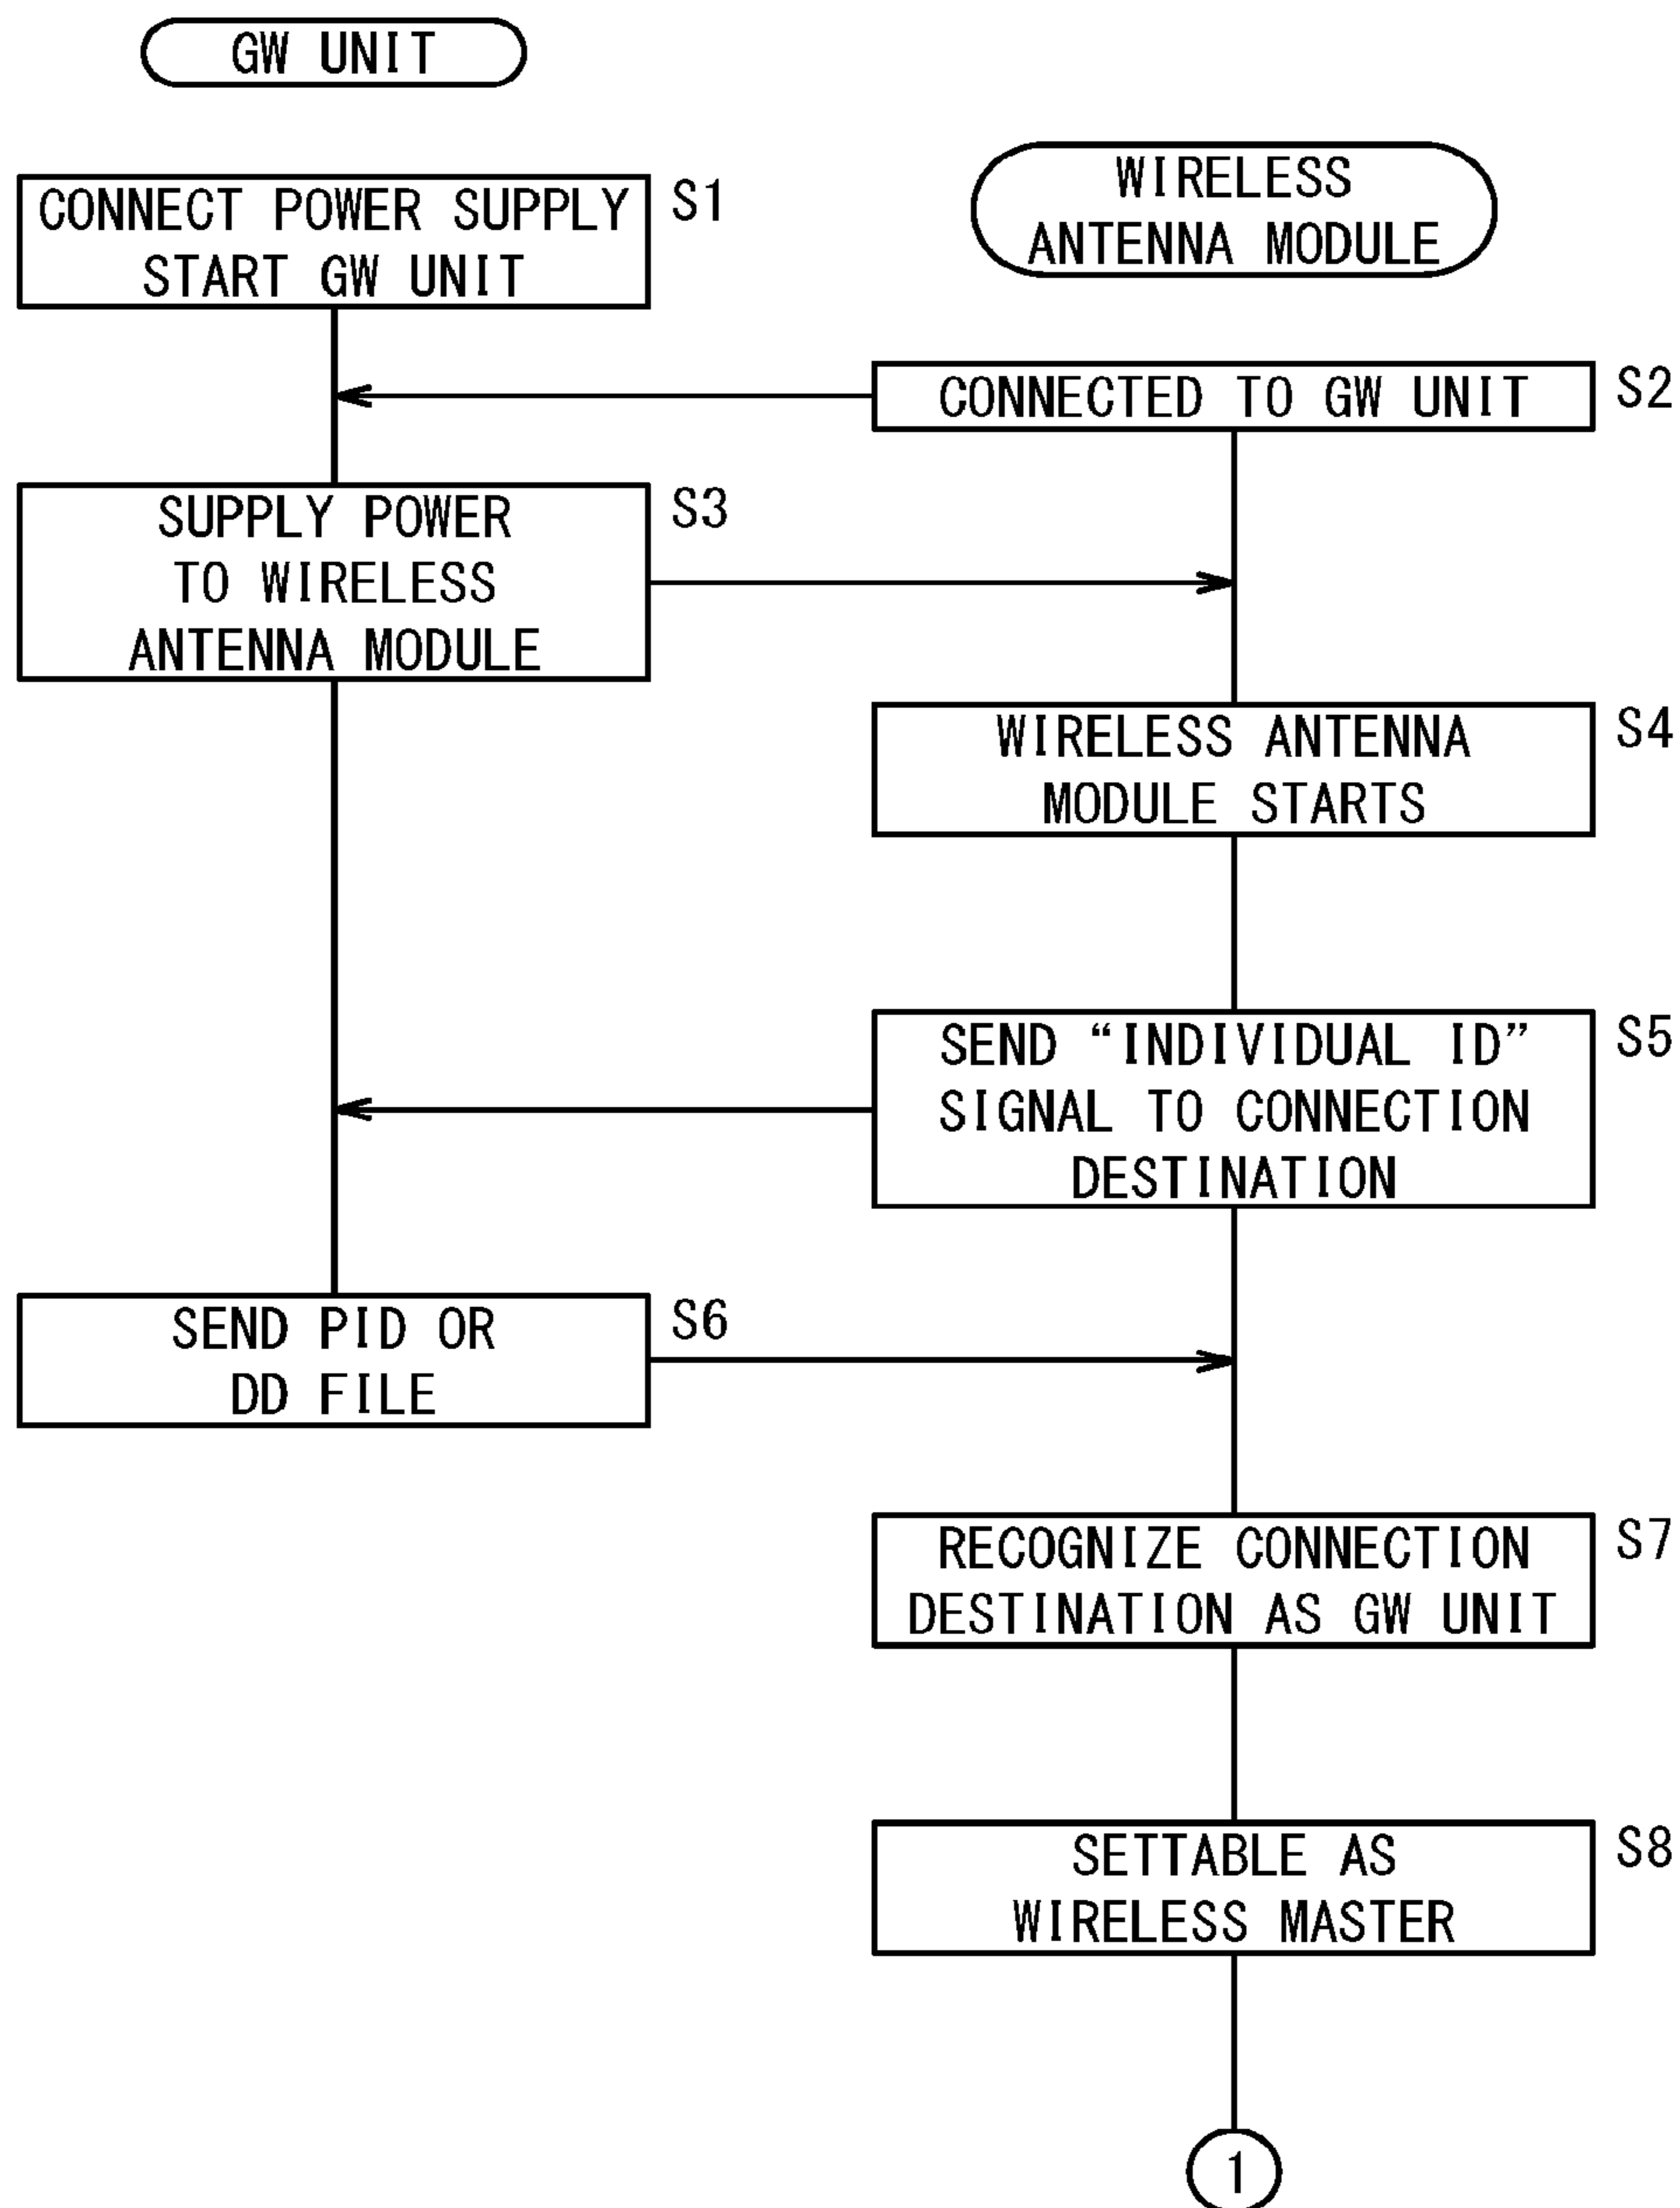 GW UNIT
WIRELESS
ANTENNA MODULE
CONNECT POWER SUPPLY
START GW UNIT
S1
CONNECTED TO GW UNIT
S2
SUPPLY POWER
TO WIRELESS
ANTENNA MODULE
S3
WIRELESS ANTENNA
MODULE STARTS
S4
SEND “INDIVIDUAL ID”
SIGNAL TO CONNECTION
DESTINATION
S5
SEND PID OR
DD FILE
S6
RECOGNIZE CONNECTION
DESTINATION AS GW UNIT
S7
SETTABLE AS
WIRELESS MASTER
S8
1